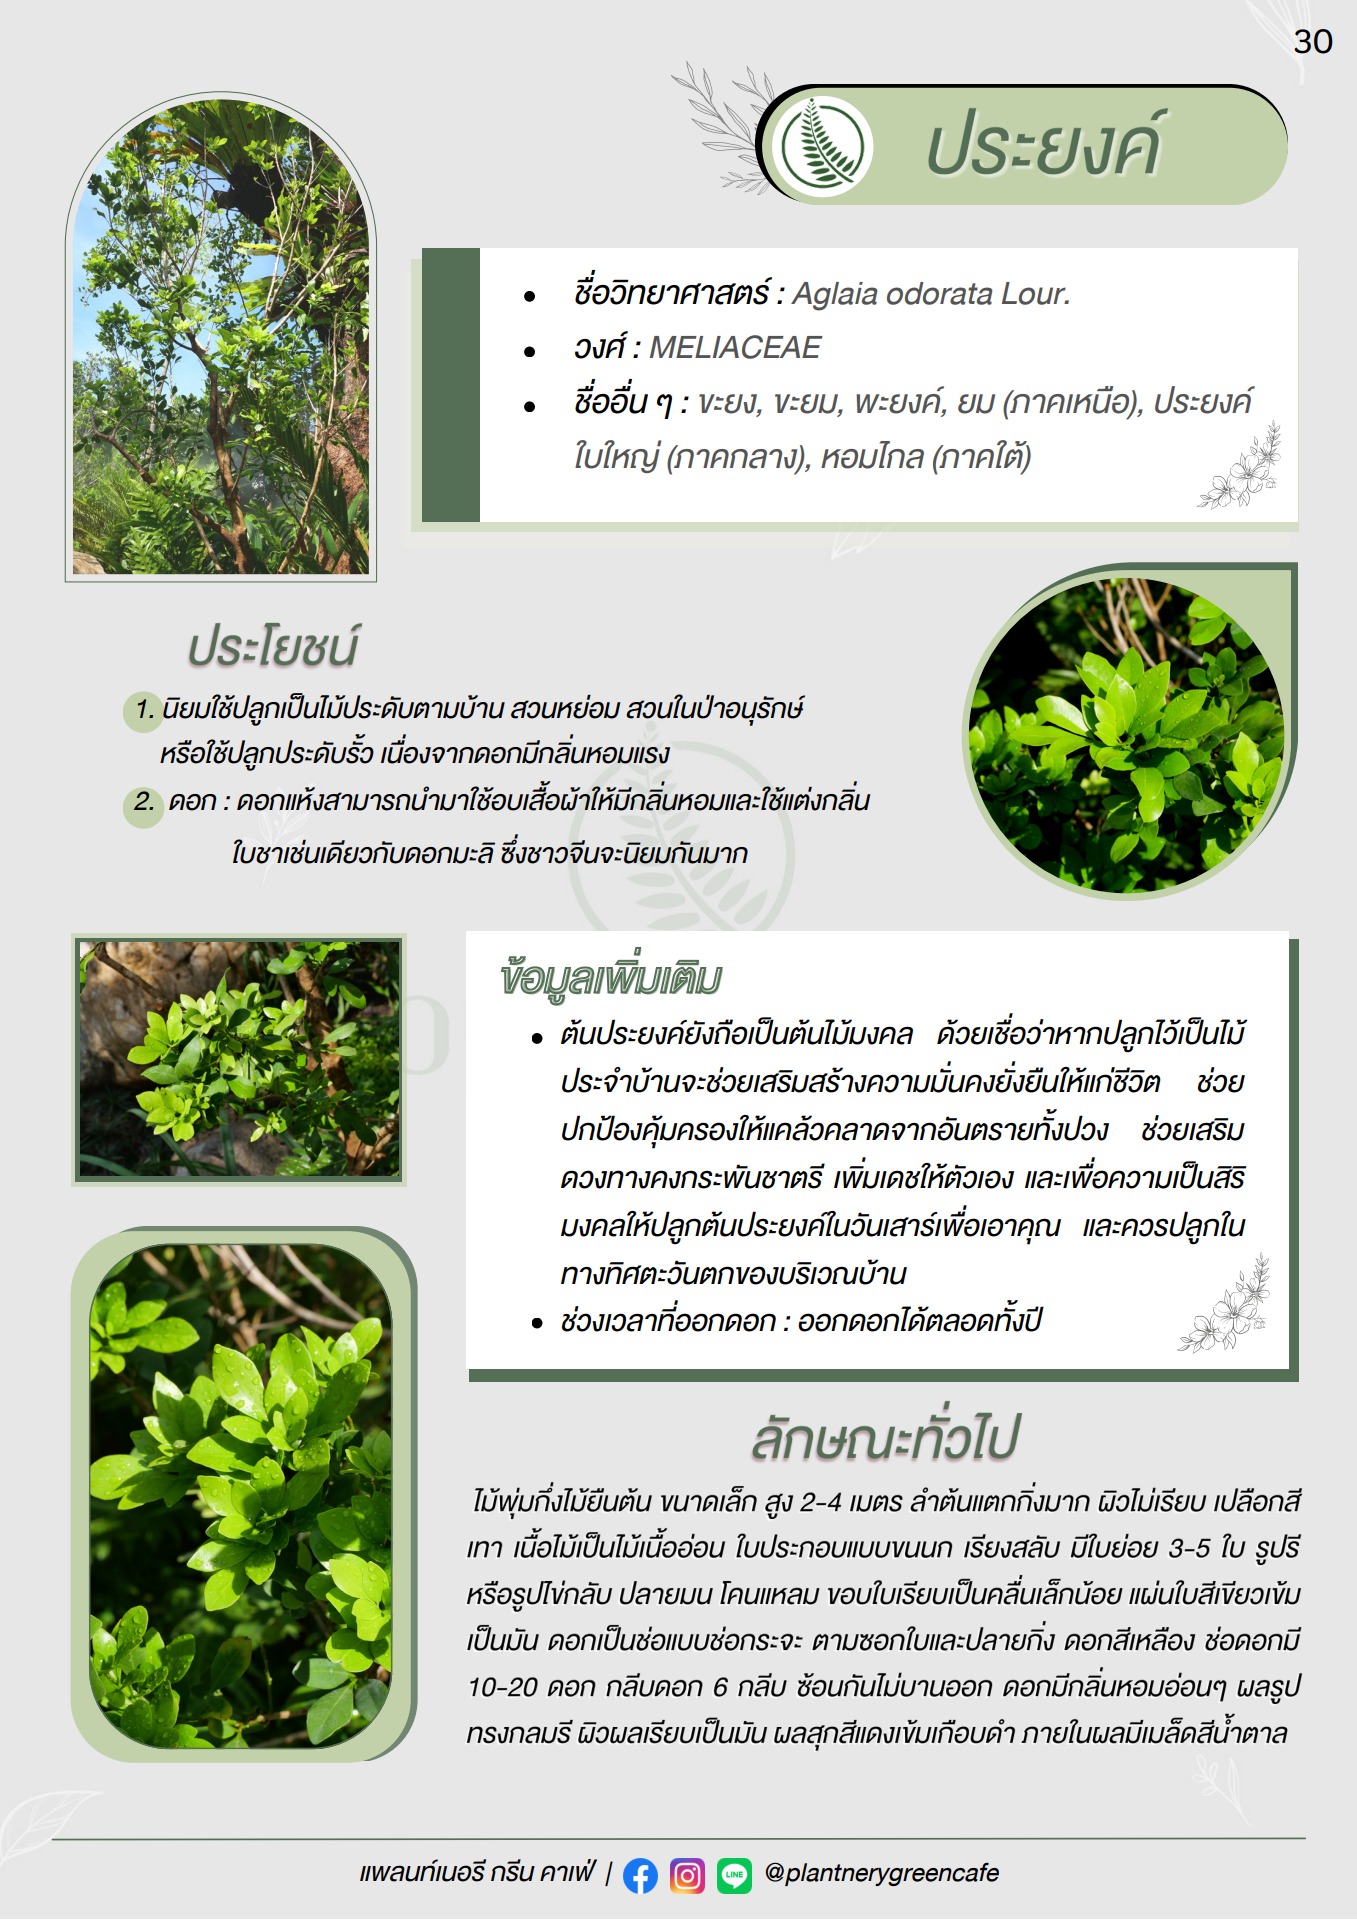 30
ประยงค์
ชื่อวิทยาศาสตร์ : Aglaia odorata Lour.
วงศ์ : MELIACEAE
ชื่ออื่น ๆ : ขะยง, ขะยม, พะยงค์, ยม (ภาคเหนือ), ประยงค์
ใบใหญ่ (ภาคกลาง), หอมไกล (ภาคใต้)
ประโยชน์
1. นิยมใช้ปลูกเป็นไม้ประดับตามบ้าน สวนหย่อม สวนในป่าอนุรักษ์
หรือใช้ปลูกประดับรั้ว เนื่องจากดอกมีกลิ่นหอมแรง
2. ดอก : ดอกแห้งสามารถนำมาใช้อบเสื้อผ้าให้มีกลิ่นหอมและใช้แต่งกลิ่น
ใบชาเช่นเดียวกับดอกมะลิ ซึ่งชาวจีนจะนิยมกันมาก
ข้อมูลเพิ่มเติม
ต้นประยงค์ยังถือเป็นต้นไม้มงคล ด้วยเชื่อว่าหากปลูกไว้เป็นไม้
ประจำบ้านจะช่วยเสริมสร้างความมั่นคงยั่งยืนให้แก่ชีวิต ช่วย
ปกป้องคุ้มครองให้แคล้วคลาดจากอันตรายทั้งปวง ช่วยเสริม
ดวงทางคงกระพันชาตรี เพิ่มเดชให้ตัวเอง และเพื่อความเป็นสิริ
มงคลให้ปลูกต้นประยงค์ในวันเสาร์เพื่อเอาคุณ และควรปลูกใน
ทางทิศตะวันตกของบริเวณบ้าน
ช่วงเวลาที่ออกดอก : ออกดอกได้ตลอดทั้งปี
ลักษณะทั่วไป
ไม้พุ่มกึ่งไม้ยืนต้น ขนาดเล็ก สูง 2-4 เมตร ลำต้นแตกกิ่งมาก ผิวไม่เรียบ เปลือกสี
เทา เนื้อไม้เป็นไม้เนื้ออ่อน ใบประกอบแบบขนนก เรียงสลับ มีใบย่อย 3-5 ใบ รูปรี
หรือรูปไข่กลับ ปลายมน โคนแหลม ขอบใบเรียบเป็นคลื่นเล็กน้อย แผ่นใบสีเขียวเข้ม
เป็นมัน ดอกเป็นช่อแบบช่อกระจะ ตามซอกใบและปลายกิ่ง ดอกสีเหลือง ช่อดอกมี
10-20 ดอก กลีบดอก 6 กลีบ ซ้อนกันไม่บานออก ดอกมีกลิ่นหอมอ่อนๆ ผลรูป
ทรงกลมรี ผิวผลเรียบเป็นมัน ผลสุกสีแดงเข้มเกือบดำ ภายในผลมีเมล็ดสีน้ำตาล
แพลนท์เนอรี กรีน คาเฟ่ | LINE @plantnerygreencafe